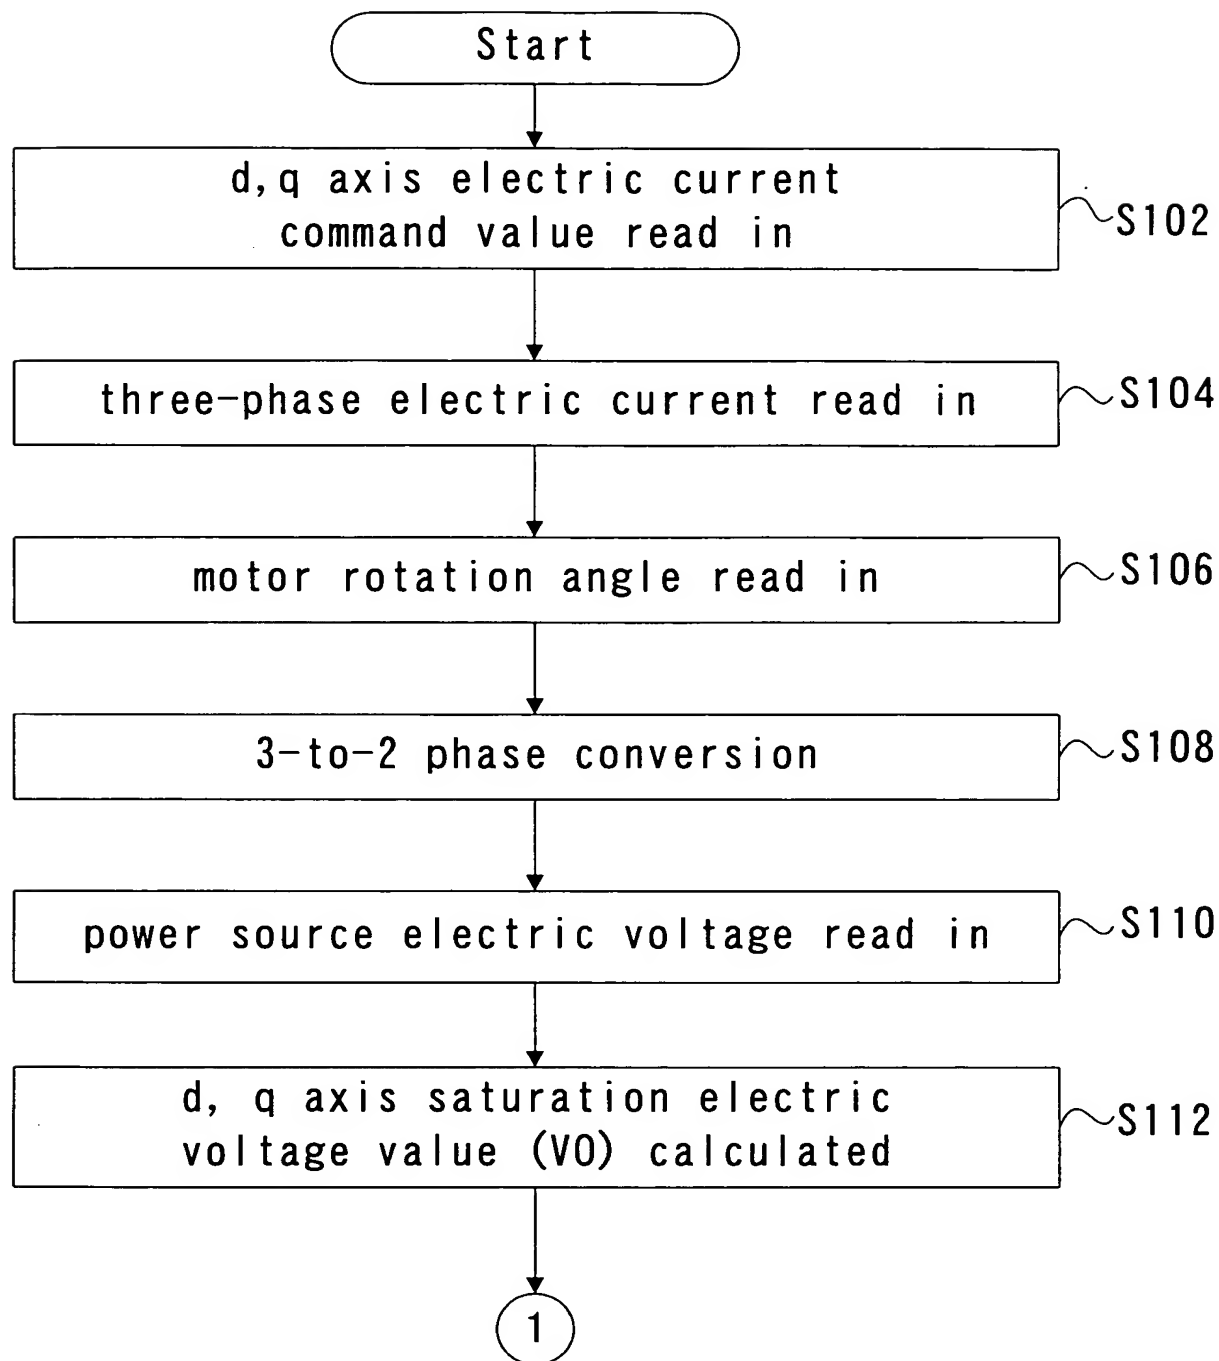 Start
d,q axis electric current
command value read in
S102
three-phase electric current read in
S104
motor rotation angle read in
S106
3-to-2 phase conversion
S108
power source electric voltage read in
S110
d, q axis saturation electric
voltage value (V0) calculated
S112
1